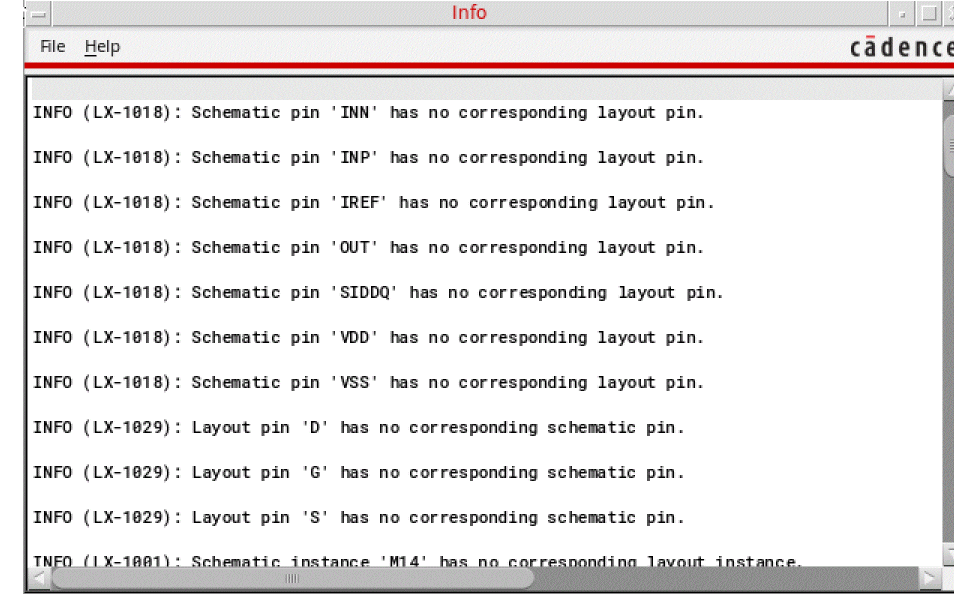 Info
File Help
cādence
INFO (LX-1018): Schematic pin 'INN' has no corresponding layout pin.
INFO (LX-1018): Schematic pin 'INP' has no corresponding layout pin.
INFO (LX-1018): Schematic pin 'IREF' has no corresponding layout pin.
INFO (LX-1018): Schematic pin 'OUT' has no corresponding layout pin.
INFO (LX-1018): Schematic pin 'SIDDQ' has no corresponding layout pin.
INFO (LX-1018): Schematic pin 'VDD' has no corresponding layout pin.
INFO (LX-1018): Schematic pin 'VSS' has no corresponding layout pin.
INFO (LX-1029): Layout pin 'D' has no corresponding schematic pin.
INFO (LX-1029): Layout pin 'G' has no corresponding schematic pin.
INFO (LX-1029): Layout pin 'S' has no corresponding schematic pin.
INFO (LX-1001): Schematic instance 'M14' has no corresponding layout instance.